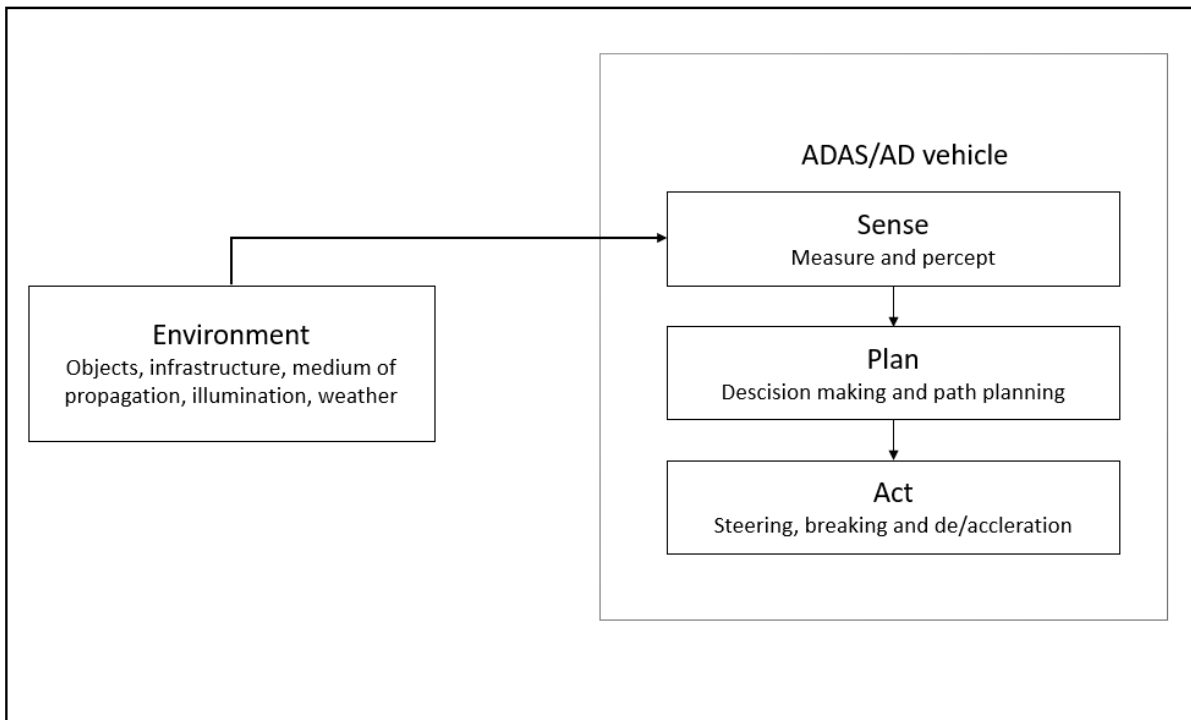 ADAS/AD vehicle
Sense
Measure and percept
Environment
Objects, infrastructure, medium of
propagation, illumination, weather
Plan
Descision making and path planning
Act
Steering, breaking and de/accleration